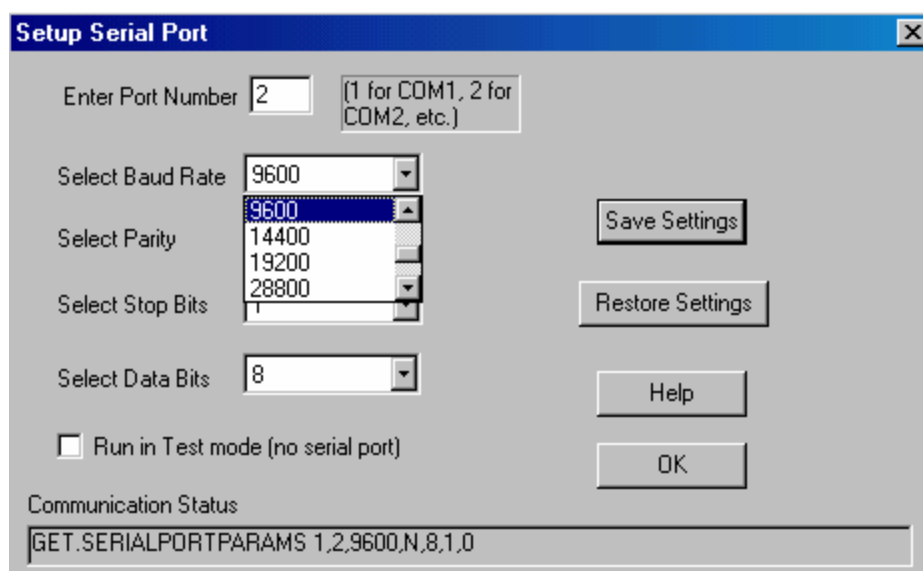 Setup Serial Port
Enter Port Number 2 (1 for COM1, 2 for
COM2, etc.)
Select Baud Rate 9600
9600
Select Parity 14400
19200
28800
Select Stop Bits 1
Select Data Bits 8
Run in Test mode (no serial port)
Save Settings
Restore Settings
Help
OK
Communication Status
GET.SERIALPORTPARAMS 1,2,9600,N,8,1,0